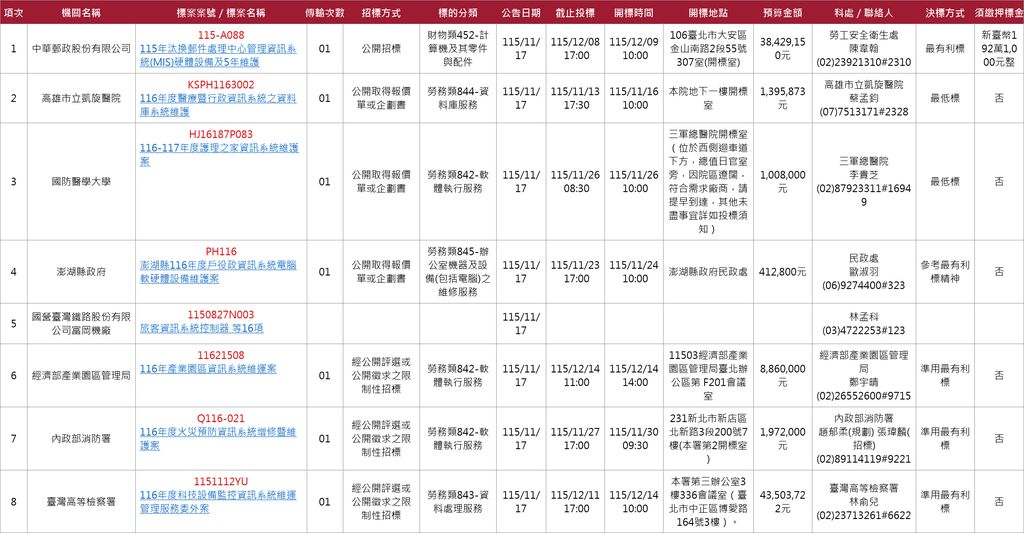 項次 機關名稱 標案案號 / 標案名稱 傳輸次數 招標方式 標的分類 公告日期 截止投標 開標時間 開標地點 預算金額 科處 / 聯絡人 決標方式 須繳押標金
1 中華郵政股份有限公司
115-A088
115年汰換郵件處理中心管理資訊系
統(MIS)硬體設備及5年維護
01 公開招標
財物類452-計
算機及其零件
與配件
115/11/
17
115/12/08
17:00
115/12/09
10:00
106臺北市大安區
金山南路2段55號
307室(開標室)
38,429,15
0元
勞工安全衛生處
陳韋翰
(02)23921310#2310
最有利標
新臺幣1
92萬1,0
00元整
2 高雄市立凱旋醫院
KSPH1163002
116年度醫療暨行政資訊系統之資料
庫系統維護
01
公開取得報價
單或企劃書
勞務類844-資
料庫服務
115/11/
17
115/11/13
17:30
115/11/16
10:00
本院地下一樓開標
室
1,395,873
元
高雄市立凱旋醫院
蔡孟鈞
(07)7513171#2328
最低標
否
3 國防醫學大學
HJ16187P083
116-117年度護理之家資訊系統維護
案
01
公開取得報價
單或企劃書
勞務類842-軟
體執行服務
115/11/
17
115/11/26
08:30
115/11/26
10:00
三軍總醫院開標室
（位於西側迴車道
下方，總值日官室
旁，因院區遼闊，
符合需求廠商，請
提早到達，其他未
盡事宜詳如投標須
知）
1,008,000
元
三軍總醫院
李貴芝
(02)87923311#1694
9
最低標
否
4 澎湖縣政府
PH116
澎湖縣116年度戶役政資訊系統電腦
軟硬體設備維護案
01
公開取得報價
單或企劃書
勞務類845-辦
公室機器及設
備(包括電腦)之
維修服務
115/11/
17
115/11/23
17:00
115/11/24
10:00
澎湖縣政府民政處
412,800元
民政處
歐淑羽
(06)9274400#323
參考最有利
標精神
否
5
國營臺灣鐵路股份有限
公司富岡機廠
1150827N003
旅客資訊系統控制器 等16項
115/11/
17
林孟科
(03)4722253#123
6 經濟部產業園區管理局
11621508
116年產業園區資訊系統維運案
01
經公開評選或
公開徵求之限
制性招標
勞務類842-軟
體執行服務
115/11/
17
115/12/14
11:00
115/12/14
14:00
11503經濟部產業
園區管理局臺北辦
公區第 F201會議
室
8,860,000
元
經濟部產業園區管理
局
鄭宇晴
(02)26552600#9715
準用最有利
標
否
7 內政部消防署
Q116-021
116年度火災預防資訊系統增修暨維
護案
01
經公開評選或
公開徵求之限
制性招標
勞務類842-軟
體執行服務
115/11/
17
115/11/27
17:00
115/11/30
09:30
231新北市新店區
北新路3段200號7
樓(本署第2開標室
)
1,972,000
元
內政部消防署
趙郁柔(規劃) 張瑋麟(
招標)
(02)89114119#9221
準用最有利
標
否
8 臺灣高等檢察署
1151112YU
116年度科技設備監控資訊系統維運
管理服務委外案
01
經公開評選或
公開徵求之限
制性招標
勞務類843-資
料處理服務
115/11/
17
115/12/11
17:00
115/12/14
10:00
本署第三辦公室3
樓336會議室（臺
北市中正區博愛路
164號3樓）。
43,503,72
2元
臺灣高等檢察署
林俞兒
(02)23713261#6622
準用最有利
標
否